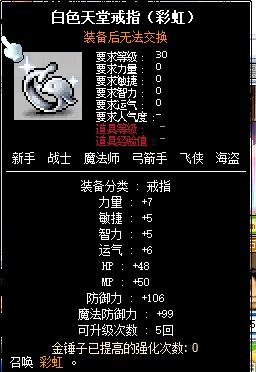 白色天堂戒指（彩虹）
装备后无法交换
要求等级： 30
要求力量： 0
要求敏捷： 0
要求智力： 0
要求运气： 0
要求人气度： -
道具等级： -
道具经验值： -
新手 战士 魔法师 弓箭手 飞侠 海盗
装备分类 : 戒指
力量 : +7
敏捷 : +5
智力 : +5
运气 : +6
HP : +48
MP : +50
防御力 : +106
魔法防御力 : +99
可升级次数 : 5回
金锤子已提高的强化次数: 0
召唤 彩虹 。